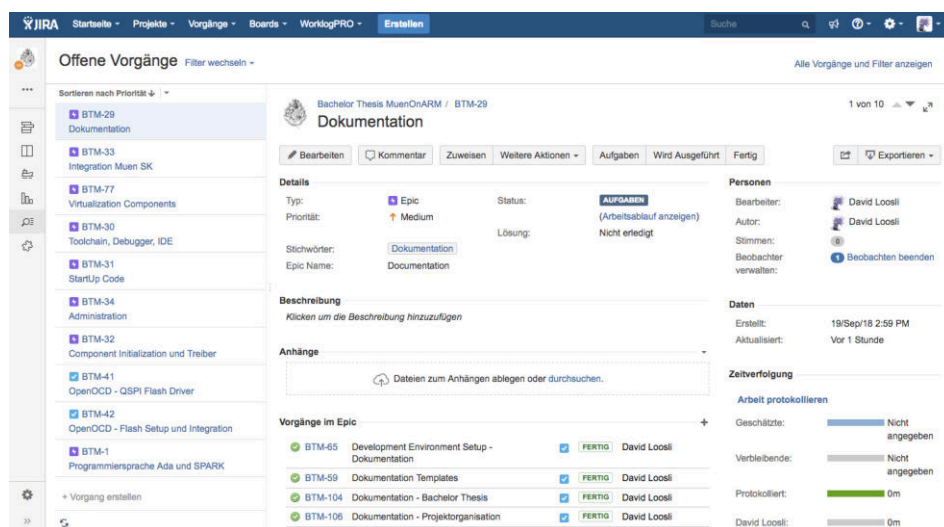 JIRA Startseite Projekte Vorgänge Boards WorklogPRO Erstellen Suche
Offene Vorgänge Filter wechseln
Alle Vorgänge und Filter anzeigen
Sortieren nach Priorität
BTM-29
Dokumentation
BTM-33
Integration Muen SK
BTM-77
Virtualization Components
BTM-30
Toolchain, Debugger, IDE
BTM-31
StartUp Code
BTM-34
Administration
BTM-32
Component Initialization und Treiber
BTM-41
OpenOCD - QSPI Flash Driver
BTM-42
OpenOCD - Flash Setup und Integration
BTM-1
Programmiersprache Ada und SPARK
+ Vorgang erstellen
Bachelor Thesis MuenOnARM / BTM-29
Dokumentation
1 von 10
Bearbeiten Kommentar Zuweisen Weitere Aktionen Aufgaben Wird Ausgeführt Fertig Exportieren
Details
Typ: Epic
Status: AUFGABEN
(Arbeitsablauf anzeigen)
Priorität: Medium
Lösung: Nicht erledigt
Stichwörter: Dokumentation
Epic Name: Documentation
Beschreibung
Klicken um die Beschreibung hinzuzufügen
Anhänge
Dateien zum Anhängen ablegen oder durchsuchen.
Vorgänge im Epic
BTM-65 Development Environment Setup - FERTIG David Loosli
Dokumentation
BTM-59 Dokumentation Templates FERTIG David Loosli
BTM-104 Dokumentation - Bachelor Thesis FERTIG David Loosli
BTM-106 Dokumentation - Projektorganisation FERTIG David Loosli
Personen
Bearbeiter: David Loosli
Autor: David Loosli
Stimmen: 0
Beobachter 1 Beobachten beenden
verwalten:
Daten
Erstellt: 19/Sep/18 2:59 PM
Aktualisiert: Vor 1 Stunde
Zeitverfolgung
Arbeit protokollieren
Geschätzte: Nicht
angegeben
Verbleibende: Nicht
angegeben
Protokolliert: 0m
David Loosli: 0m